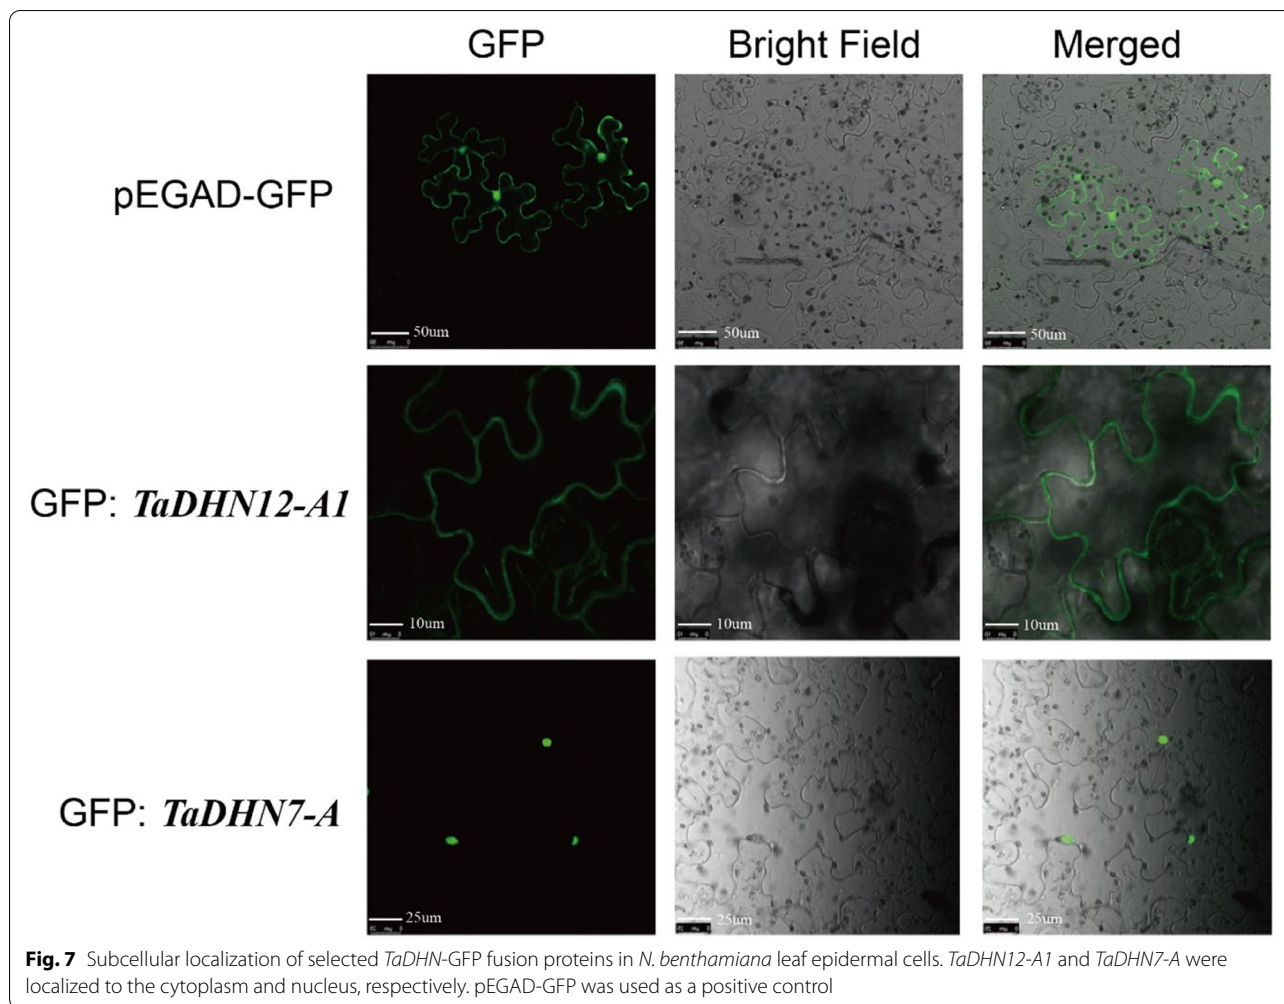 GFP Bright Field Merged
pEGAD-GFP
50um 50um 50um
GFP: TaDHN12-A1
10um 10um 10um
GFP: TaDHN7-A
25um 25um 25um
Fig. 7 Subcellular localization of selected TaDHN-GFP fusion proteins in N. benthamiana leaf epidermal cells. TaDHN12-A1 and TaDHN7-A were
localized to the cytoplasm and nucleus, respectively. pEGAD-GFP was used as a positive control